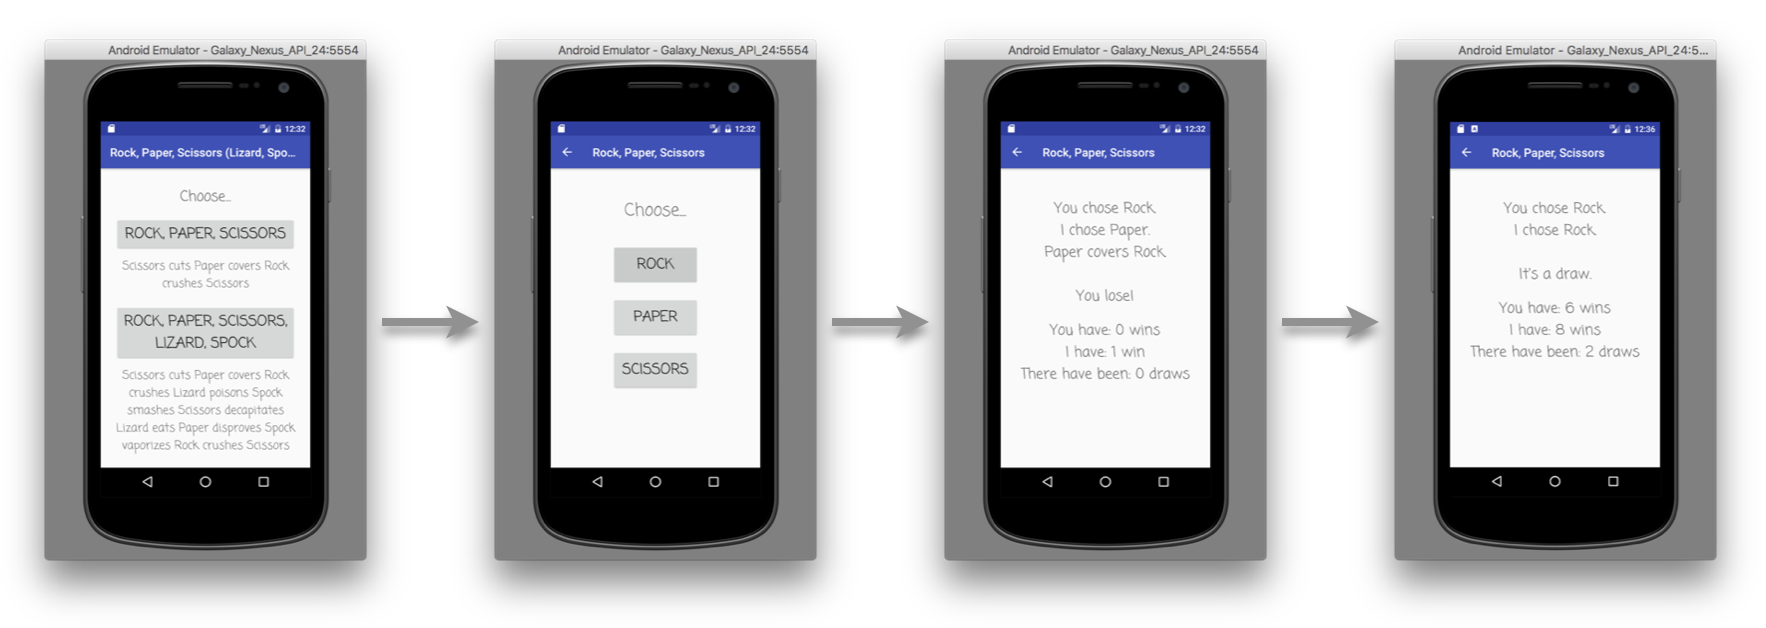 Android Emulator - Galaxy_Nexus_API_24:5554
12:32
Rock, Paper, Scissors (Lizard, Spo...
Choose...
ROCK, PAPER, SCISSORS
Scissors cuts Paper covers Rock
crushes Scissors
ROCK, PAPER, SCISSORS,
LIZARD, SPOCK
Scissors cuts Paper covers Rock
crushes Lizard poisons Spock
smashes Scissors decapitates
Lizard eats Paper disproves Spock
vaporizes Rock crushes Scissors
Android Emulator - Galaxy_Nexus_API_24:5554
12:32
Rock, Paper, Scissors
Choose...
ROCK
PAPER
SCISSORS
Android Emulator - Galaxy_Nexus_API_24:5554
12:32
Rock, Paper, Scissors
You chose Rock.
I chose Paper.
Paper covers Rock.
You lose!
You have: 0 wins
I have: 1 win
There have been: 0 draws
Android Emulator - Galaxy_Nexus_API_24:5...
12:36
Rock, Paper, Scissors
You chose Rock.
I chose Rock.
It's a draw.
You have: 6 wins
I have: 8 wins
There have been: 2 draws